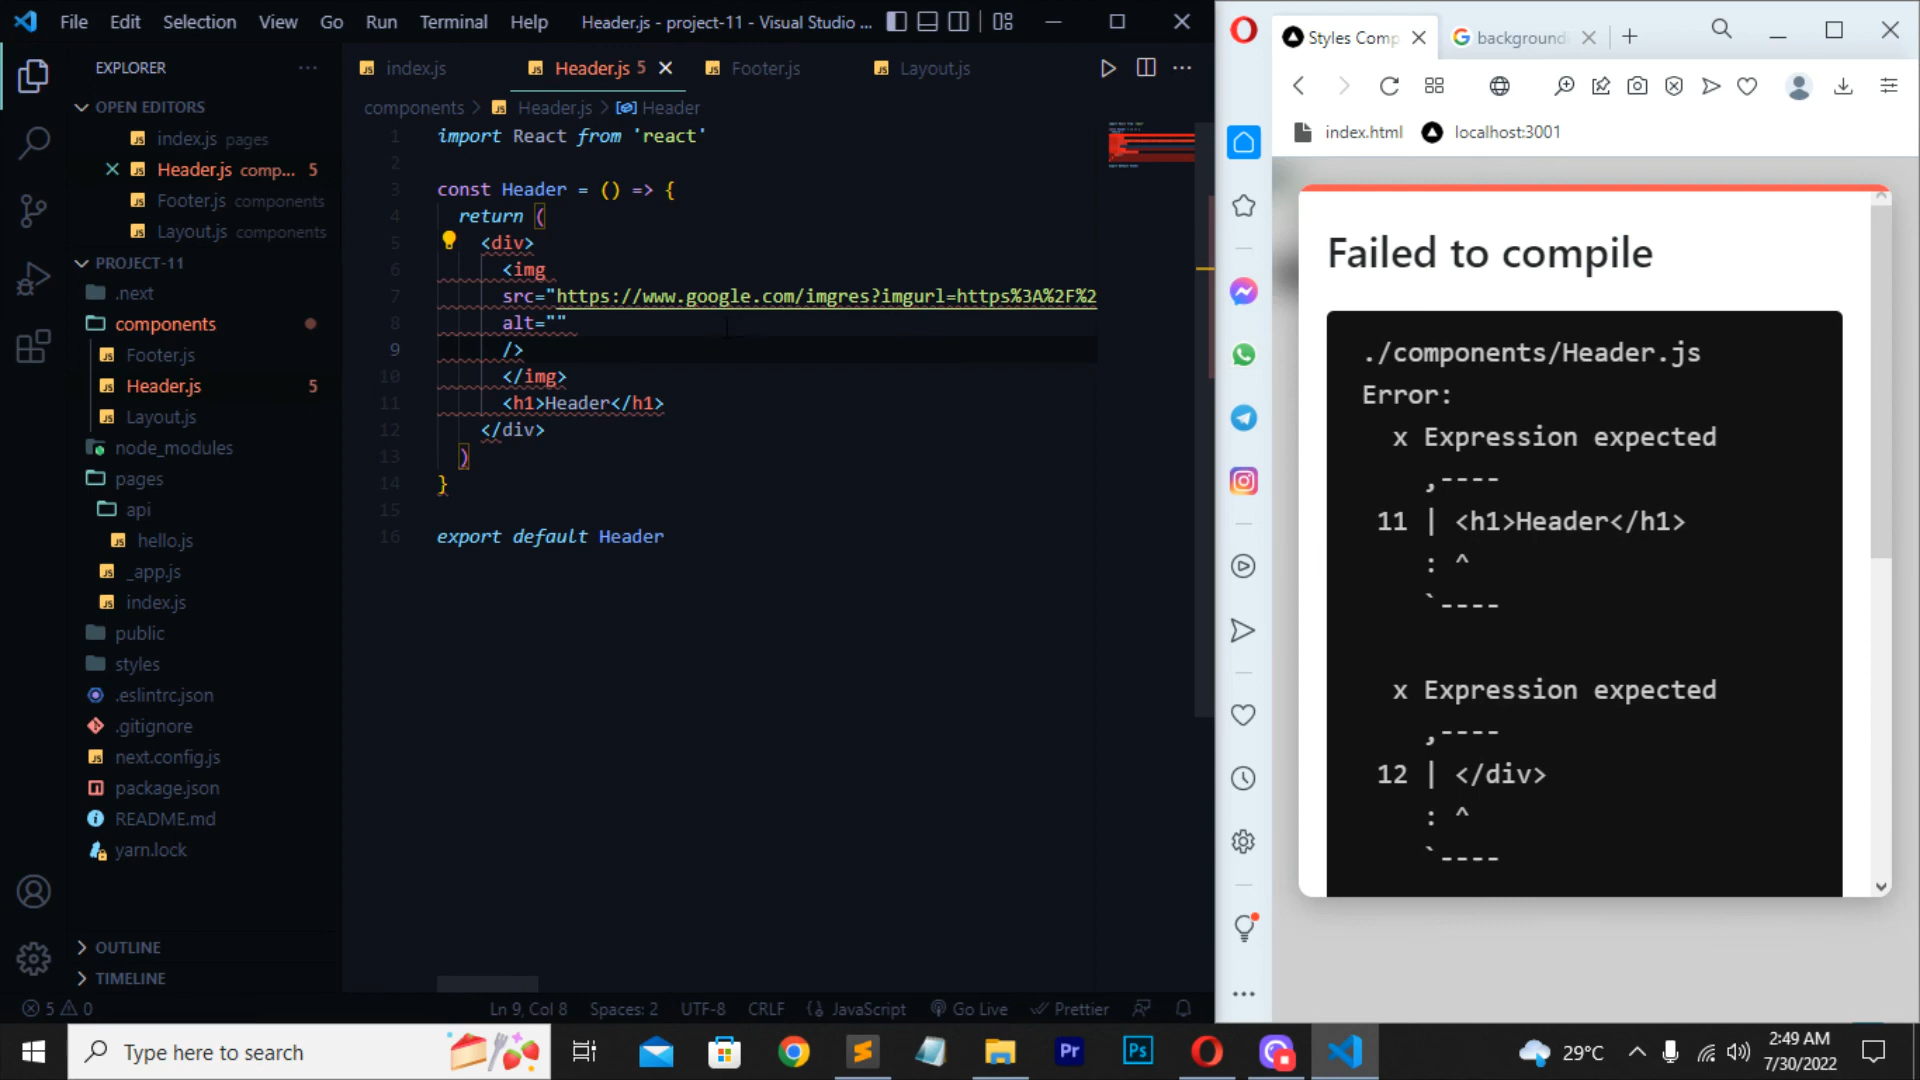 File Edit Selection View Go Run Terminal Help Header.js - project-11 - Visual Studio ...
EXPLORER
OPEN EDITORS
index.js pages
Header.js comp... 5
Footer.js components
Layout.js components
PROJECT-11
.next
components
Footer.js
Header.js 5
Layout.js
node_modules
pages
api
hello.js
_app.js
index.js
public
styles
.eslintrc.json
.gitignore
next.config.js
package.json
README.md
yarn.lock
OUTLINE
TIMELINE
index.js Header.js 5 Footer.js Layout.js
components > Header.js > Header
1 import React from 'react'
2
3 const Header = () => {
4 return (
5 <div>
6 <img
7 src="https://www.google.com/imgres?imgurl=https%3A%2F%2
8 alt=""
9 />
10 </img>
11 <h1>Header</h1>
12 </div>
13 )
14 }
15
16 export default Header
5 0 Ln 9, Col 8 Spaces: 2 UTF-8 CRLF JavaScript Go Live Prettier
Styles Comp background
index.html localhost:3001
Failed to compile
./components/Header.js
Error:
x Expression expected
,----
11 | <h1>Header</h1>
: ^
`----
x Expression expected
,----
12 | </div>
: ^
`----
Type here to search
Pr Ps
29°C
2:49 AM
7/30/2022